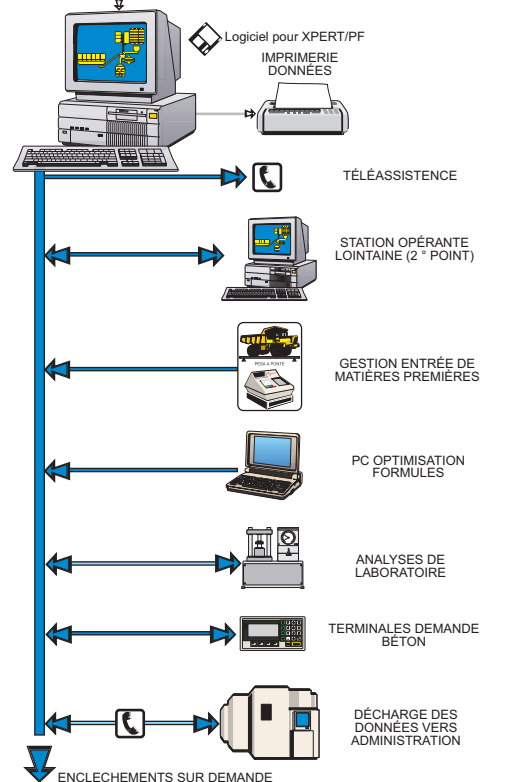 Logiciel pour XPERT/PF
IMPRIMERIE
DONNÉES
TÉLÉASSISTENCE
STATION OPÉRANTE
LOINTAINE (2 ° POINT)
PESA A PONTE
GESTION ENTRÉE DE
MATIÈRES PREMIÈRES
PC OPTIMISATION
FORMULES
ANALYSES DE
LABORATOIRE
TERMINALES DEMANDE
BÉTON
DÉCHARGE DES
DONNÉES VERS
ADMINISTRATION
ENCLECHEMENTS SUR DEMANDE